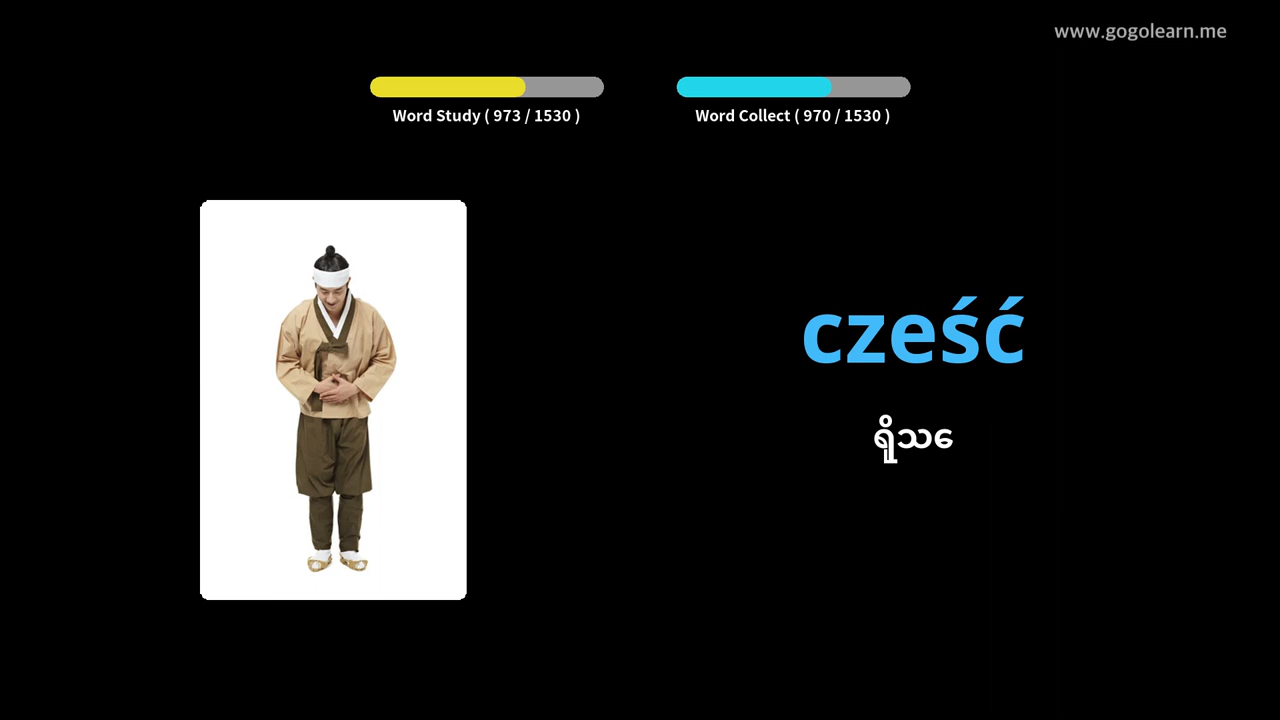 www.gogolearn.me
Word Study ( 973 / 1530 )
Word Collect ( 970 / 1530 )
cześć
ရှိုသေ